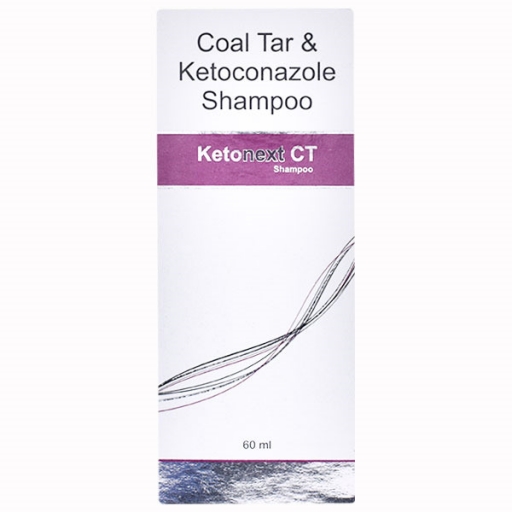 Coal Tar &
Ketoconazole
Shampoo
Ketonext CT
Shampoo
60 ml